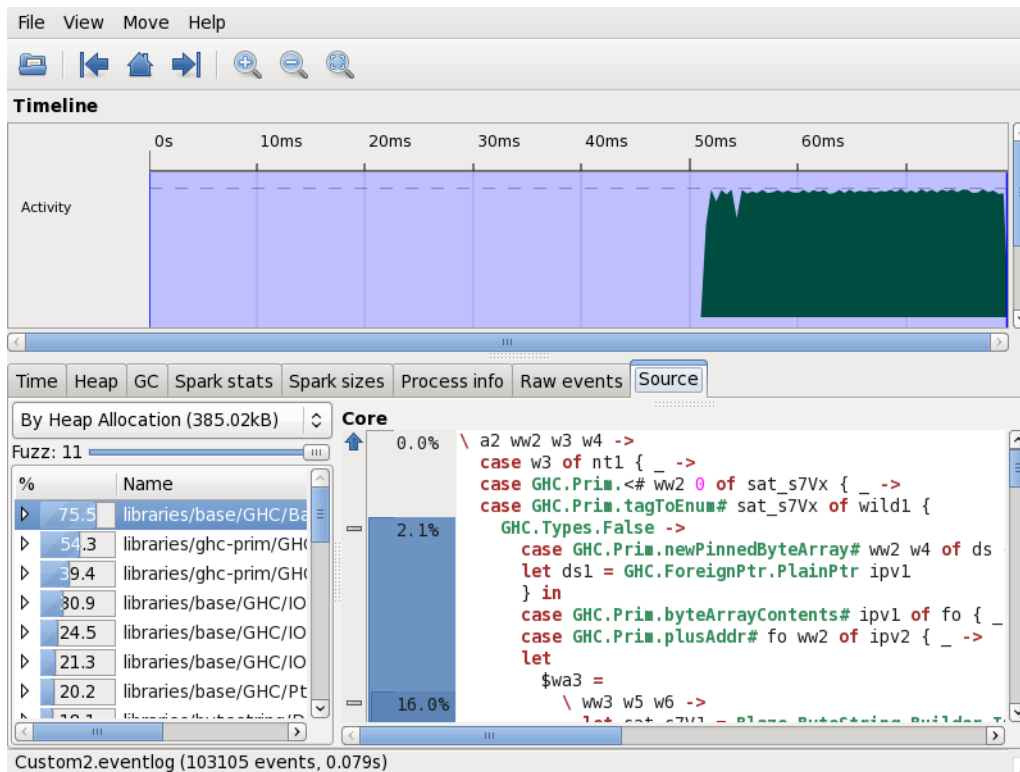 File View Move Help
Timeline
0s 10ms 20ms 30ms 40ms 50ms 60ms
Activity
Time Heap GC Spark stats Spark sizes Process info Raw events Source
By Heap Allocation (385.02kB)
Fuzz: 11
% Name
75.5 libraries/base/GHC/Ba
54.3 libraries/ghc-prim/GH
39.4 libraries/ghc-prim/GH
30.9 libraries/base/GHC/IO
24.5 libraries/base/GHC/IO
21.3 libraries/base/GHC/IO
20.2 libraries/base/GHC/Pt
Core
0.0% \ a2 ww2 w3 w4 ->
case w3 of nt1 { _ ->
case GHC.Prim.<# ww2 0 of sat_s7Vx { _ ->
case GHC.Prim.tagToEnum# sat_s7Vx of wild1 {
2.1% GHC.Types.False ->
case GHC.Prim.newPinnedByteArray# ww2 w4 of ds
let ds1 = GHC.ForeignPtr.PlainPtr ipv1
} in
case GHC.Prim.byteArrayContents# ipv1 of fo { _
case GHC.Prim.plusAddr# fo ww2 of ipv2 { _ ->
let
$wa3 =
16.0% \ ww3 w5 w6 ->
Custom2.eventlog (103105 events, 0.079s)